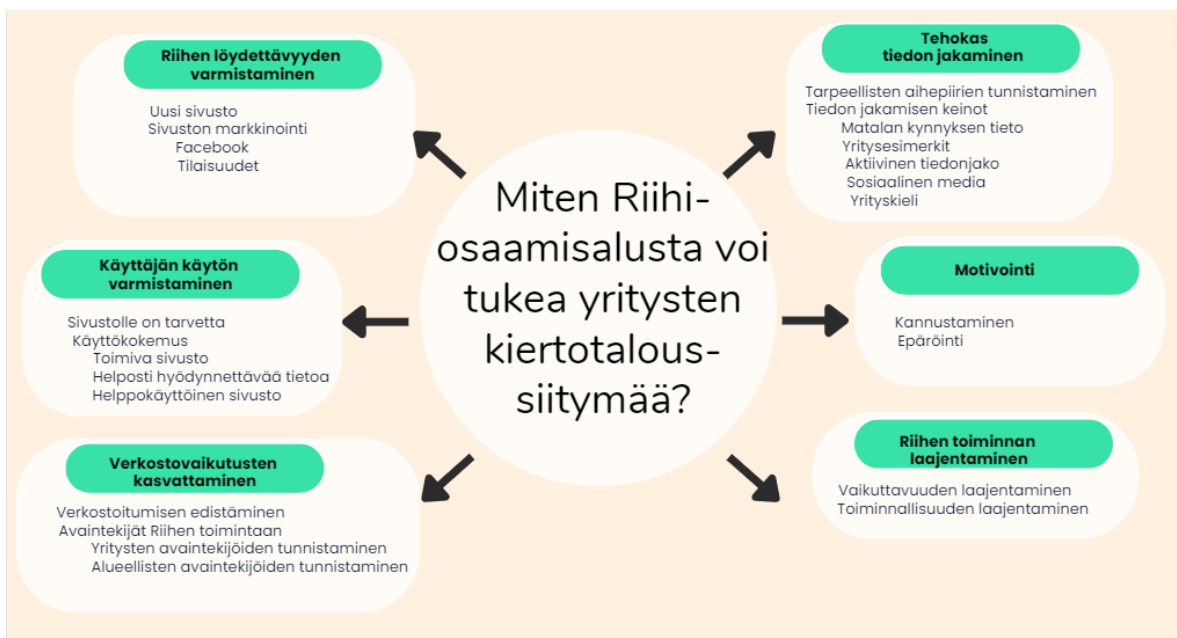 Riihen löydettävyyden
varmistaminen
Uusi sivusto
Sivuston markkinointi
Facebook
Tilaisuudet
Käyttäjän käytön
varmistaminen
Sivustolle on tarvetta
Käyttökokemus
Toimiva sivusto
Helposti hyödynnettävää tietoa
Helppokäyttöinen sivusto
Verkostovaikutusten
kasvattaminen
Verkostoitumisen edistäminen
Avaintekijät Riihen toimintaan
Yritysten avaintekijöiden tunnistaminen
Alueellisten avaintekijöiden tunnistaminen
Miten Riihi-
osaamisalusta voi
tukea yritysten
kiertotalous-
siitymää?
Tehokas
tiedon jakaminen
Tarpeellisten aihepiirien tunnistaminen
Tiedon jakamisen keinot
Matalan kynnyksen tieto
Yritysesimerkit
Aktiivinen tiedonjako
Sosiaalinen media
Yrityskieli
Motivointi
Kannustaminen
Epäröinti
Riihen toiminnan
laajentaminen
Vaikuttavuuden laajentaminen
Toiminnallisuuden laajentaminen